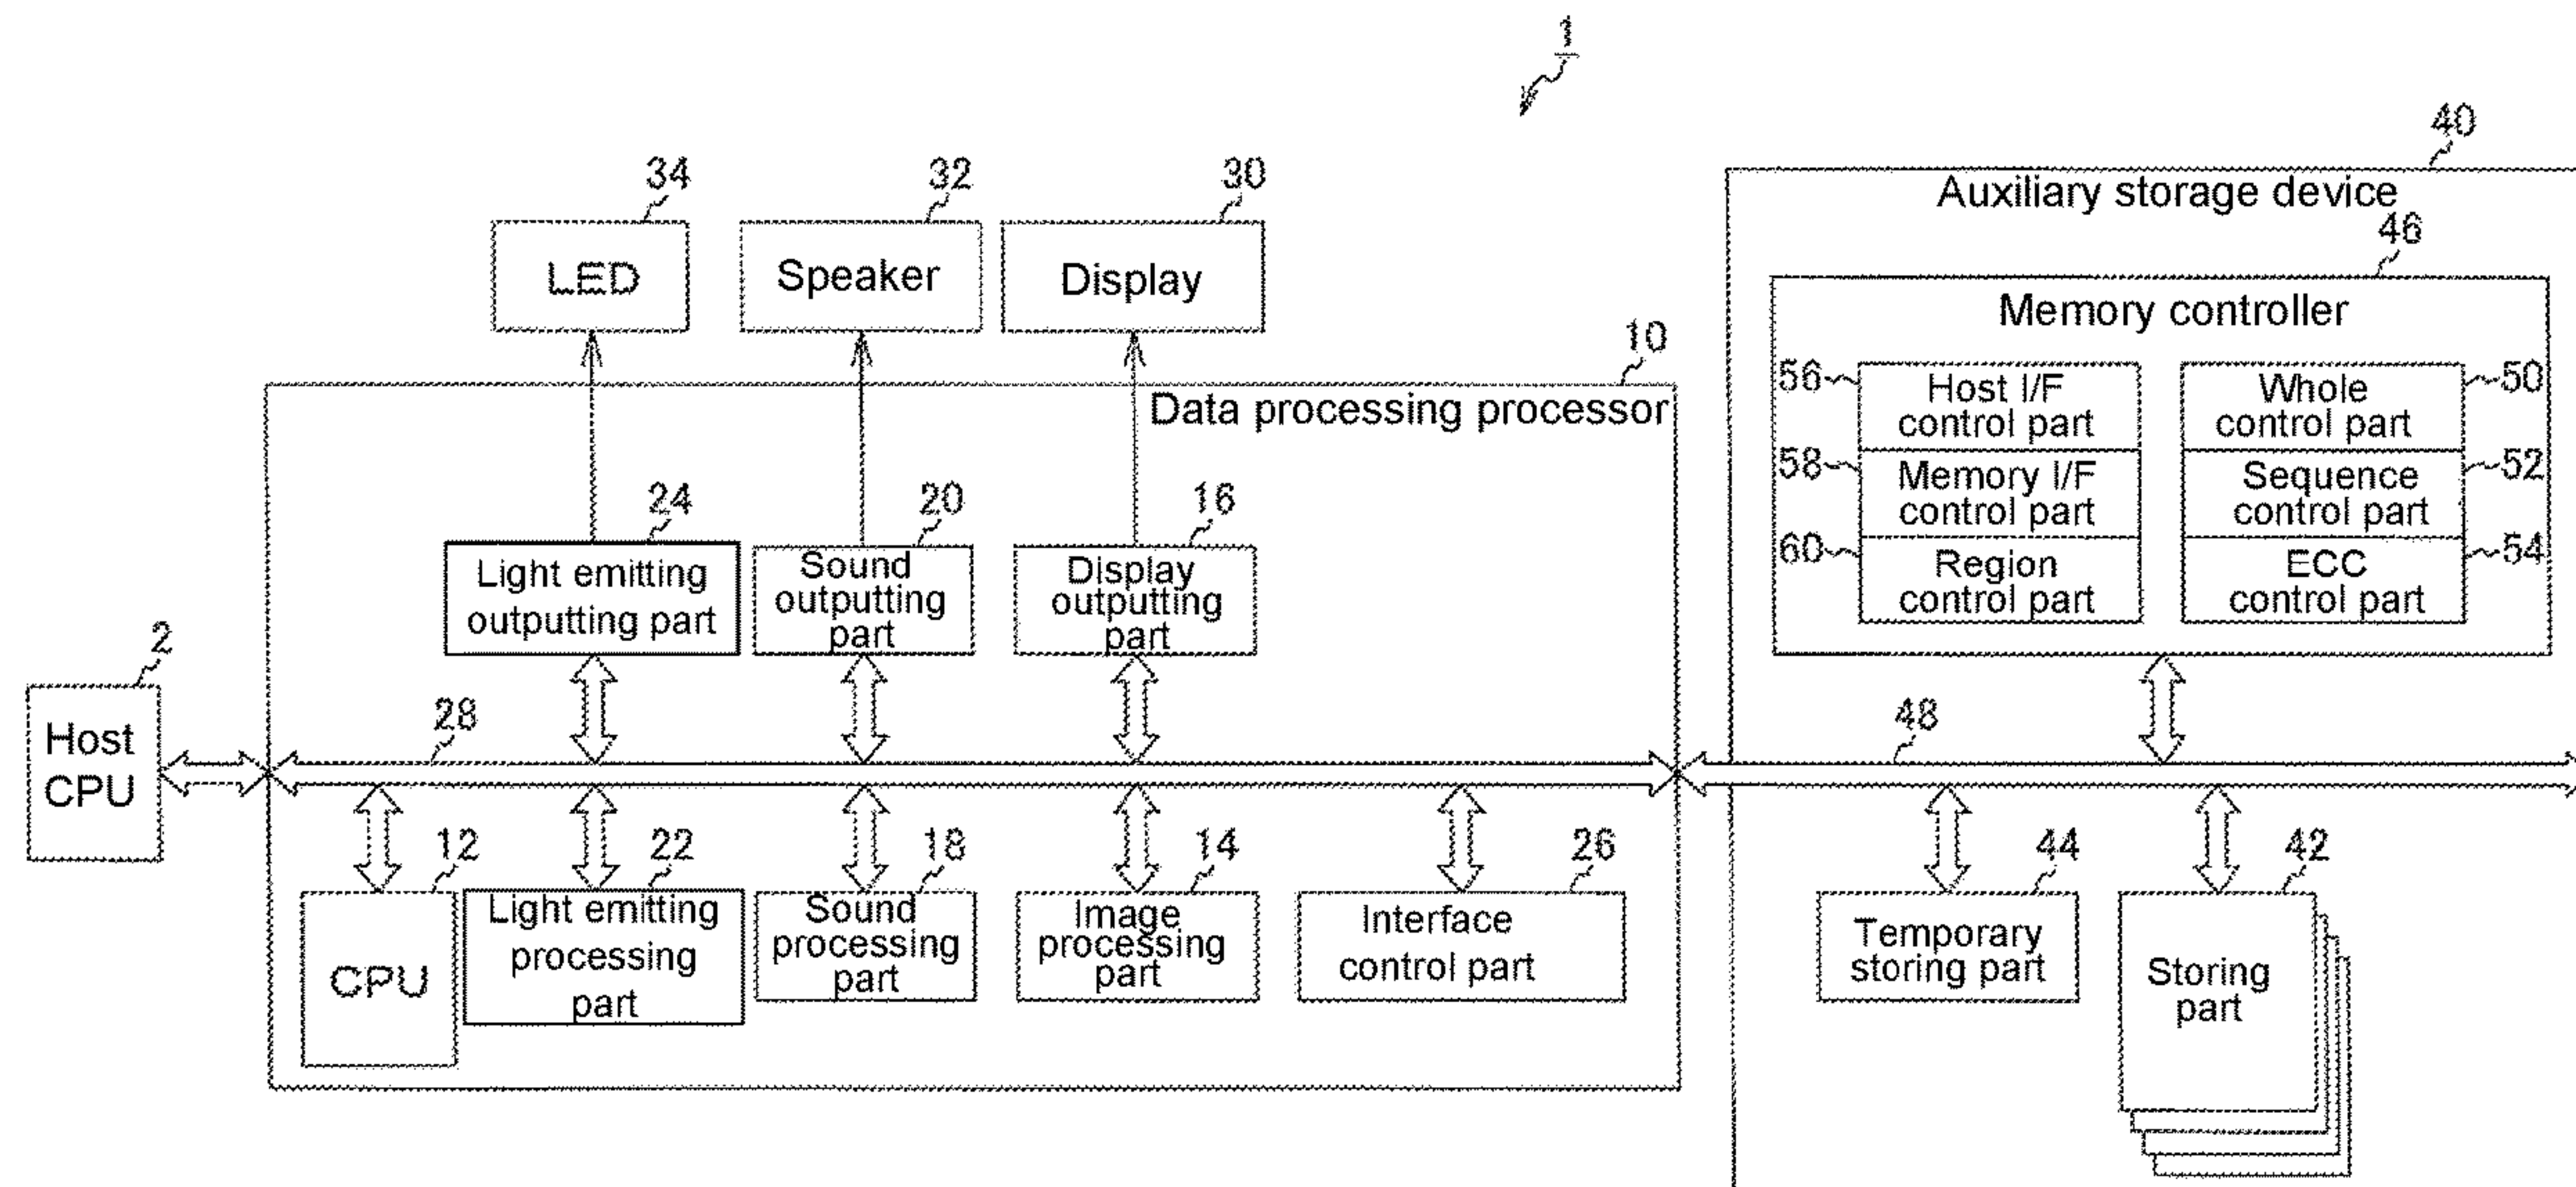 1
40
Auxiliary storage device
34
32
30
46
LED
Speaker
Display
Memory controller
10
Data processing processor
56
Host I/F
control part
Whole
control part
50
58
Memory I/F
control part
Sequence
control part
52
60
Region
control part
ECC
control part
54
24
20
16
Light emitting
outputting part
Sound
outputting
part
Display
outputting
part
2
Host
CPU
28
48
12
22
18
14
26
44
42
CPU
Light emitting
processing
part
Sound
processing
part
Image
processing
part
Interface
control part
Temporary
storing part
Storing
part